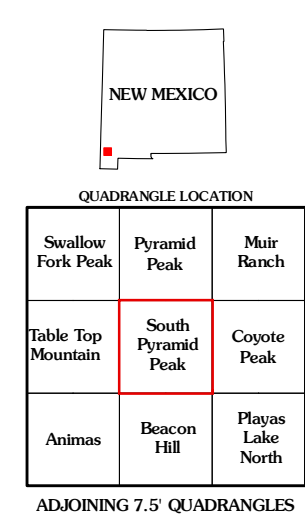 NEW MEXICO
QUADRANGLE LOCATION
Swallow
Fork Peak
Pyramid
Peak
Muir
Ranch
Table Top
Mountain
South
Pyramid
Peak
Coyote
Peak
Animas
Beacon
Hill
Playas
Lake
North
ADJOINING 7.5' QUADRANGLES